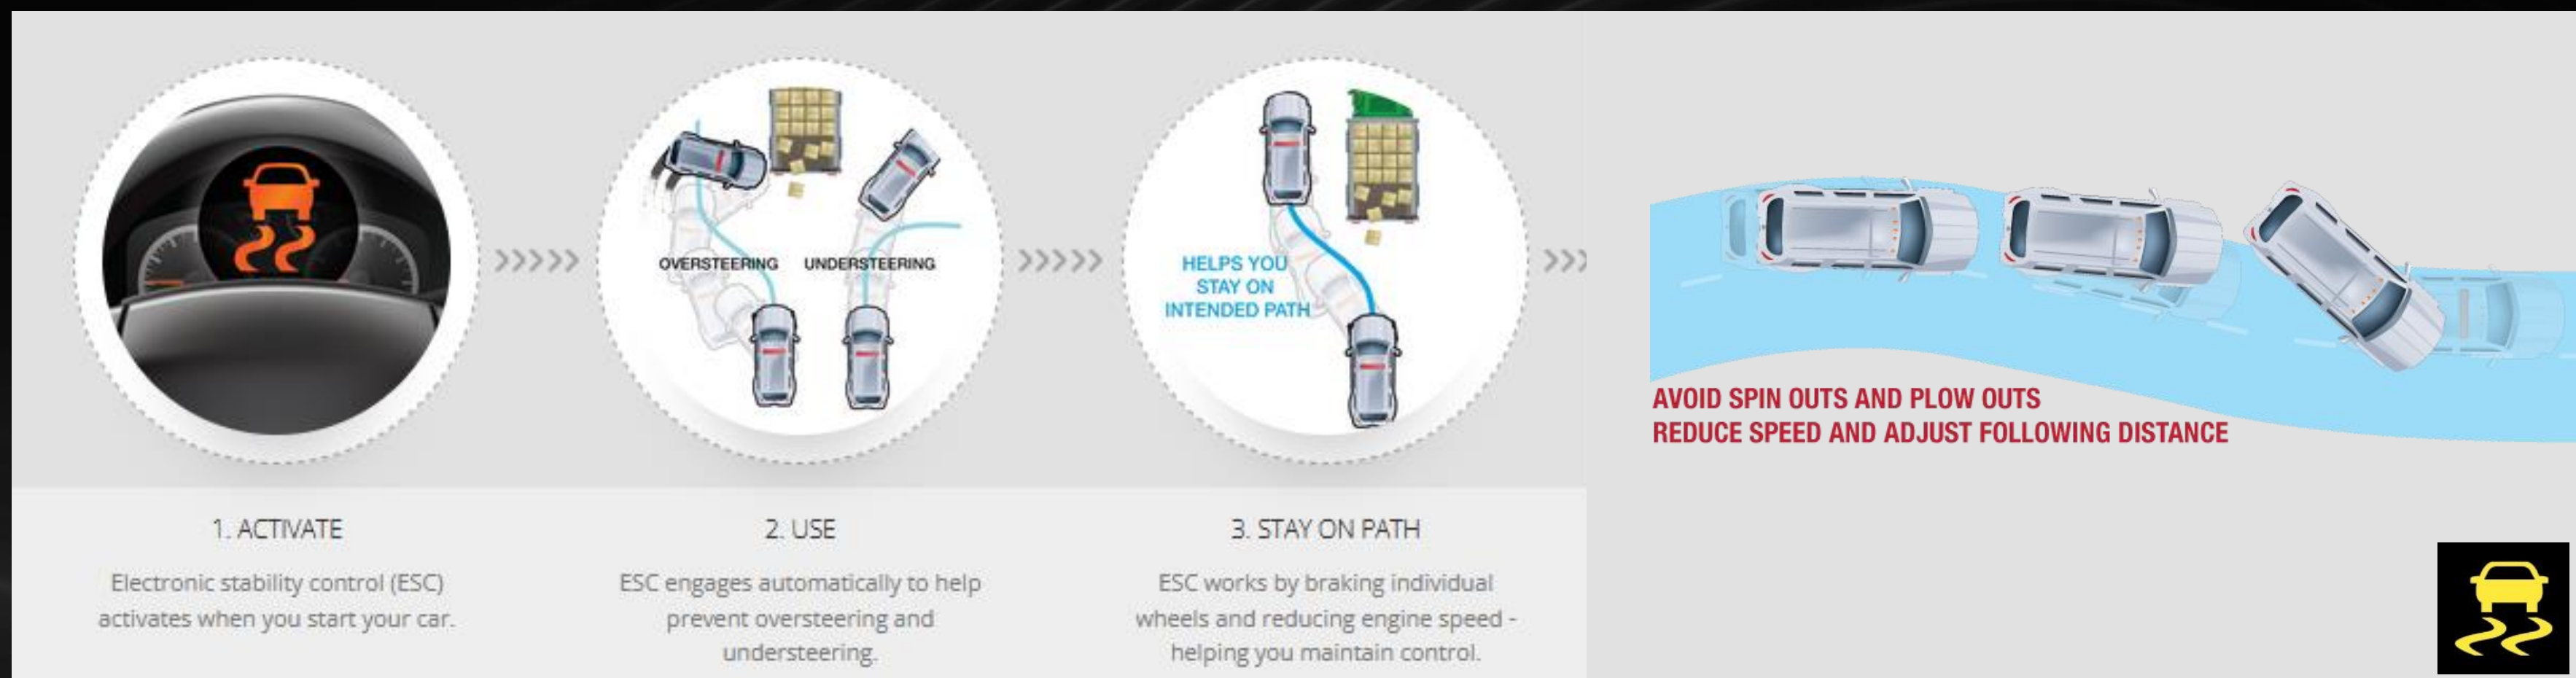 OVERSTEERING UNDERSTEERING
HELPS YOU
STAY ON
INTENDED PATH
1. ACTIVATE
Electronic stability control (ESC)
activates when you start your car.
2. USE
ESC engages automatically to help
prevent oversteering and
understeering.
3. STAY ON PATH
ESC works by braking individual
wheels and reducing engine speed -
helping you maintain control.
AVOID SPIN OUTS AND PLOW OUTS
REDUCE SPEED AND ADJUST FOLLOWING DISTANCE